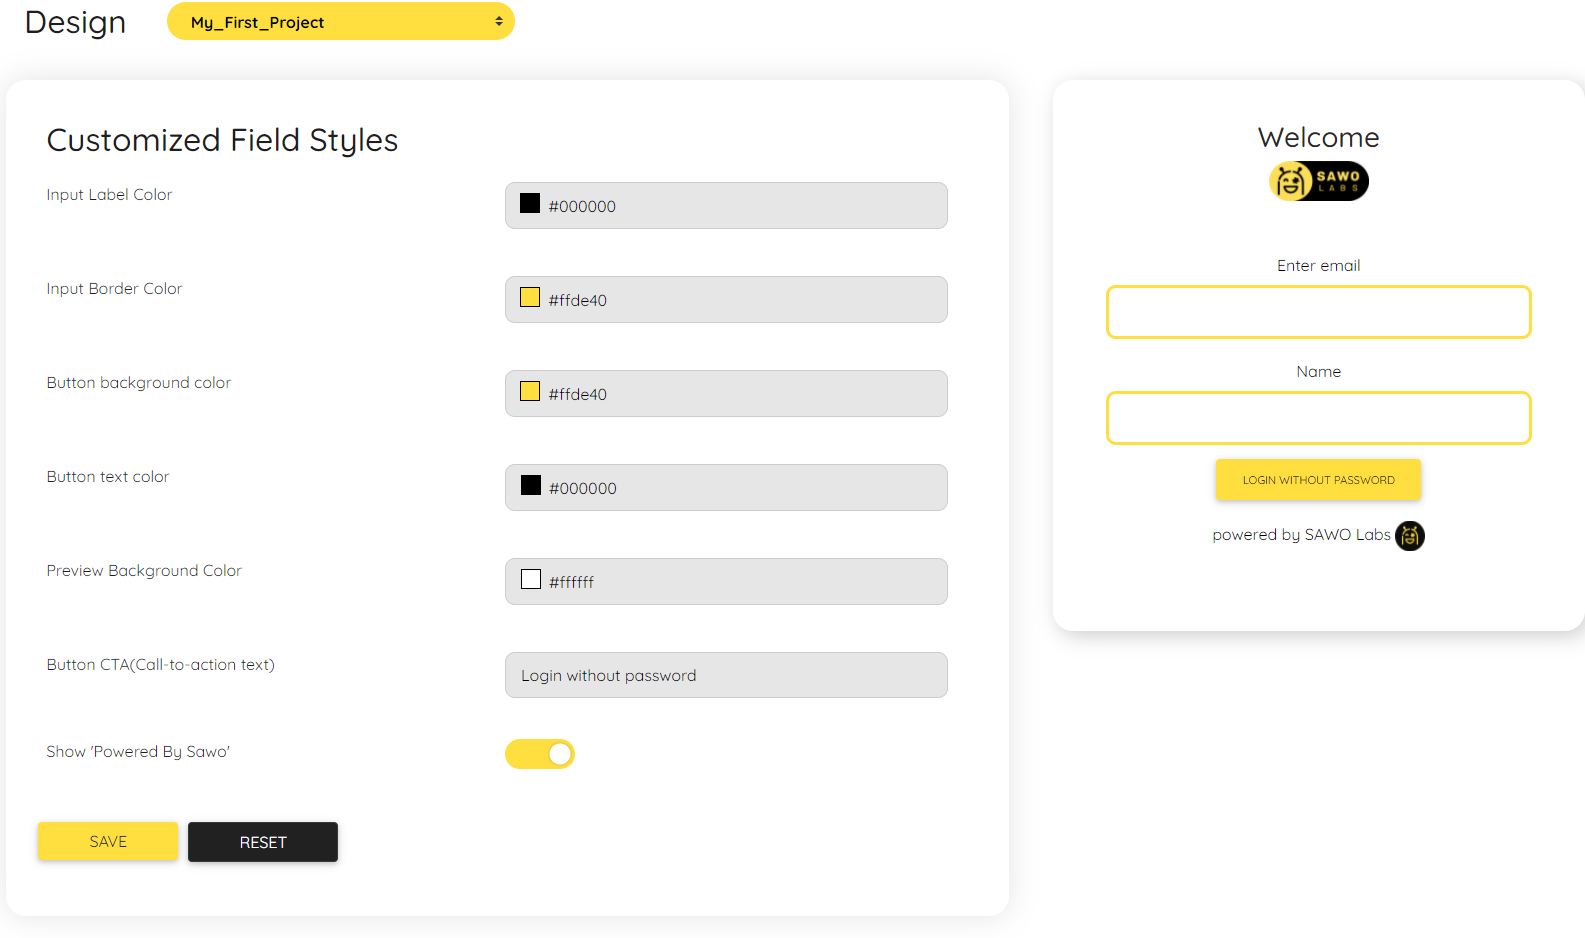 Design
My_First_Project
Customized Field Styles
Input Label Color
#000000
Input Border Color
#ffde40
Button background color
#ffde40
Button text color
#000000
Preview Background Color
#ffffff
Button CTA(Call-to-action text)
Login without password
Show 'Powered By Sawo'
SAVE
RESET
Welcome
SAWO
LABS
Enter email
Name
LOGIN WITHOUT PASSWORD
powered by SAWO Labs